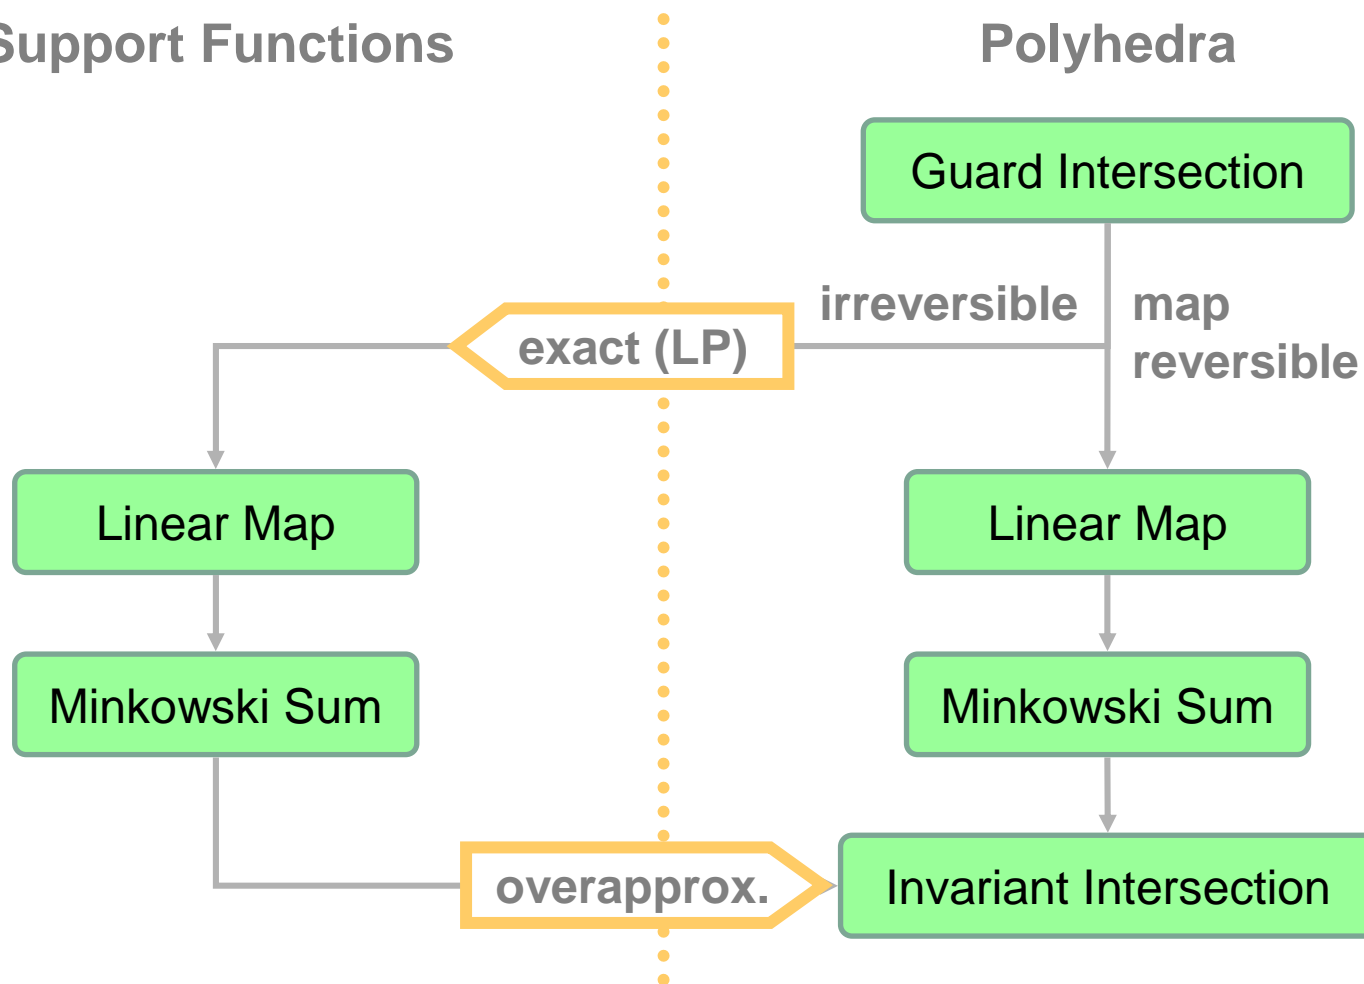 Support Functions
Polyhedra
Guard Intersection
irreversible
map
reversible
exact (LP)
Linear Map
Linear Map
Minkowski Sum
Minkowski Sum
overapprox.
Invariant Intersection